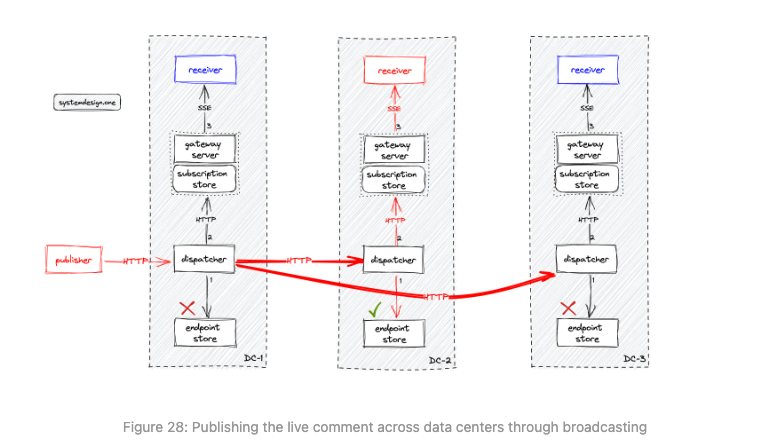 receiver
receiver
receiver
systemdesign.one
SSE
SSE
SSE
3
3
3
gateway
server
gateway
server
gateway
server
subscription
store
subscription
store
subscription
store
HTTP
HTTP
HTTP
2
2
2
publisher
HTTP
dispatcher
HTTP
dispatcher
dispatcher
1
1
1
HTTP
endpoint
store
endpoint
store
endpoint
store
DC-1
DC-2
DC-3
Figure 28: Publishing the live comment across data centers through broadcasting